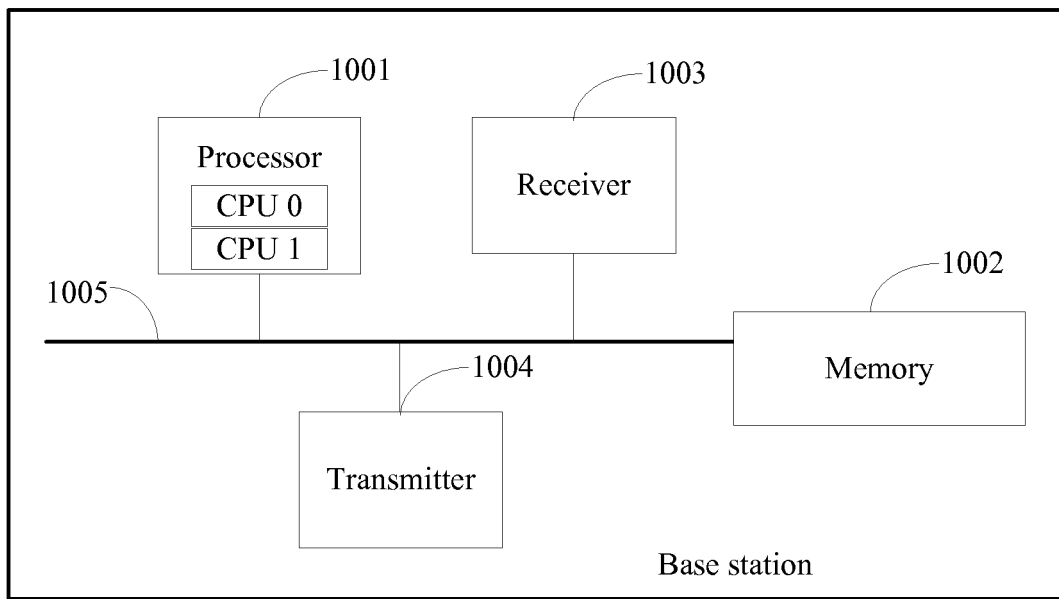 1001
1003
Processor
CPU 0
CPU 1
Receiver
1002
1005
Memory
1004
Transmitter
Base station